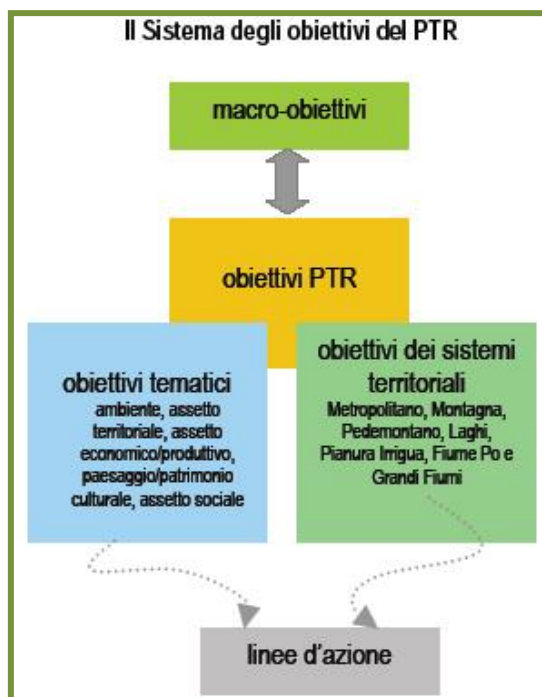 Il Sistema degli obiettivi del PTR
macro-obiettivi
obiettivi PTR
obiettivi tematici
ambiente, assetto
territoriale, assetto
economico/produttivo,
paesaggio/patrimonio
culturale, assetto sociale
obiettivi dei sistemi
territoriali
Metropolitano, Montagna,
Pedemontano, Laghi,
Pianura Irrigua, Fiume Po e
Grandi Fiumi
linee d'azione